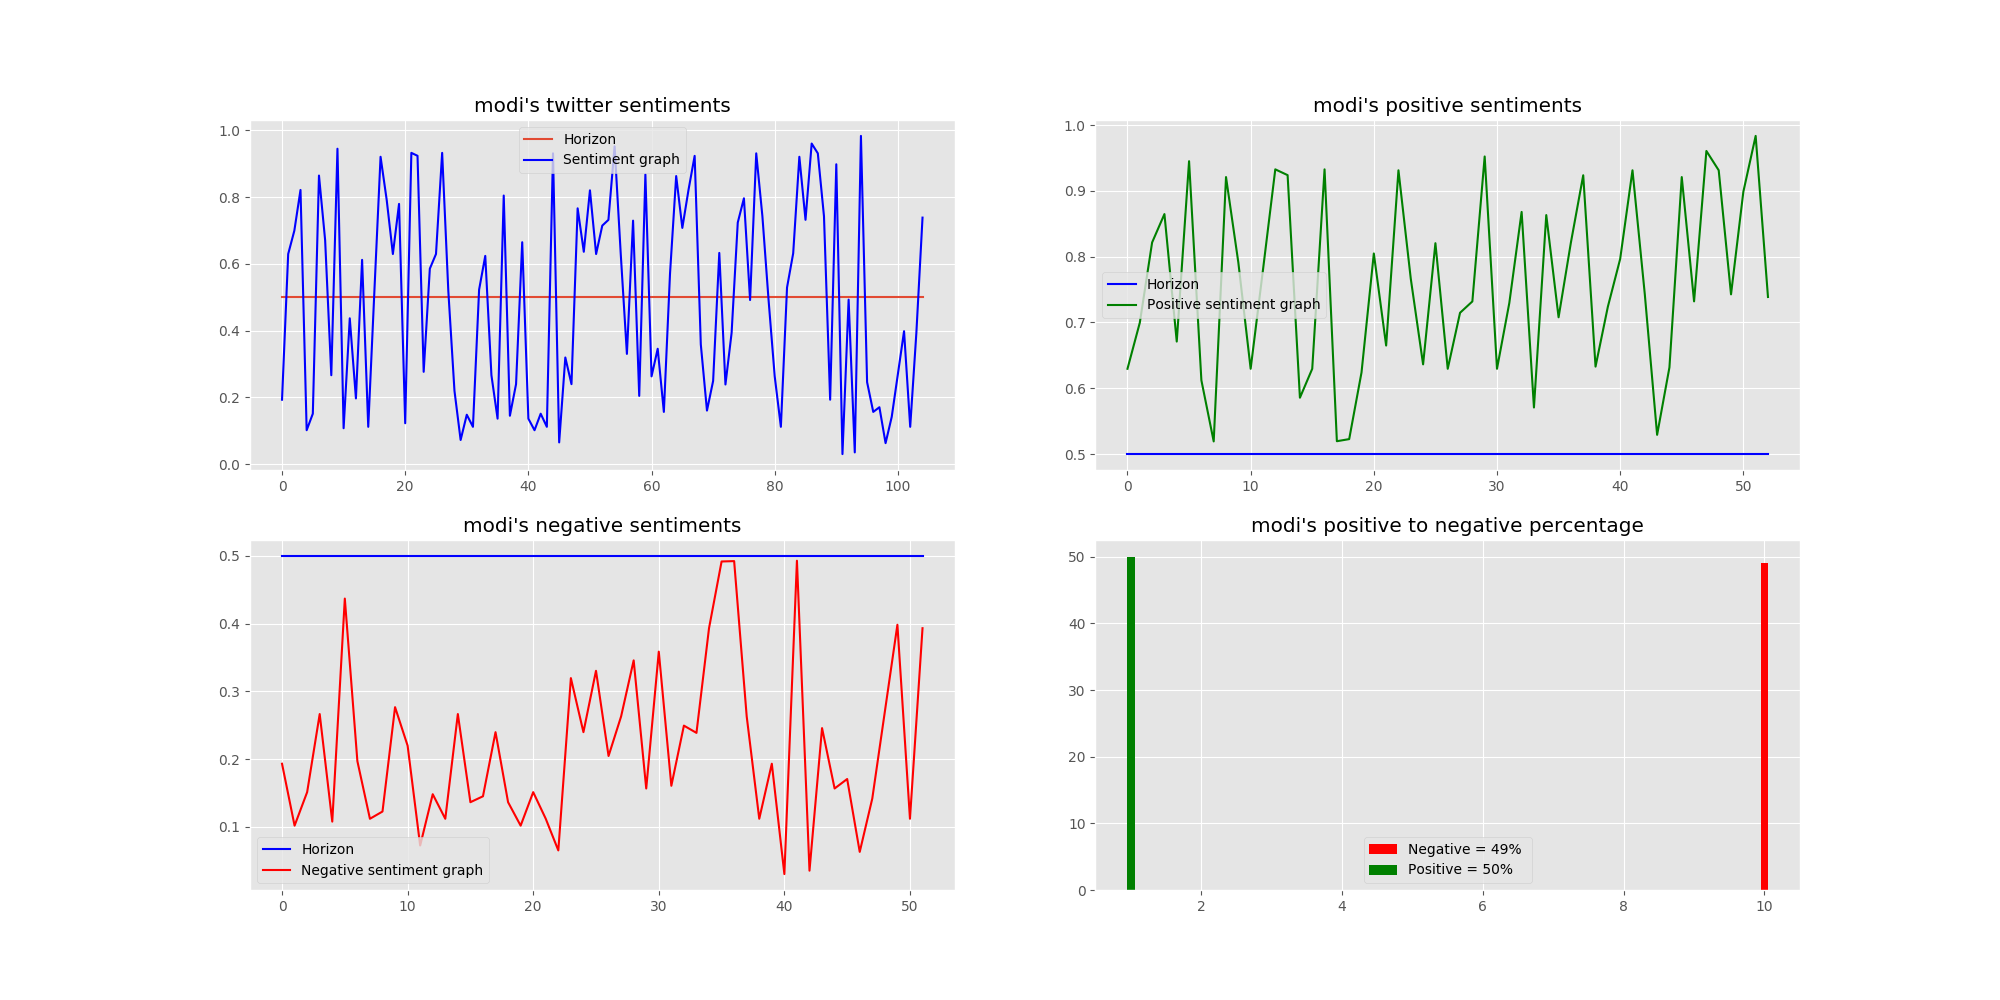 modi's twitter sentiments
1.0
0.8
0.6
0.4
0.2
0.0
Horizon
Sentiment graph
0 20 40 60 80 100
modi's positive sentiments
1.0
0.9
0.8
0.7
0.6
0.5
Horizon
Positive sentiment graph
0 10 20 30 40 50
modi's negative sentiments
0.5
0.4
0.3
0.2
0.1
Horizon
Negative sentiment graph
0 10 20 30 40 50
modi's positive to negative percentage
50
40
30
20
10
0
Negative = 49%
Positive = 50%
2 4 6 8 10